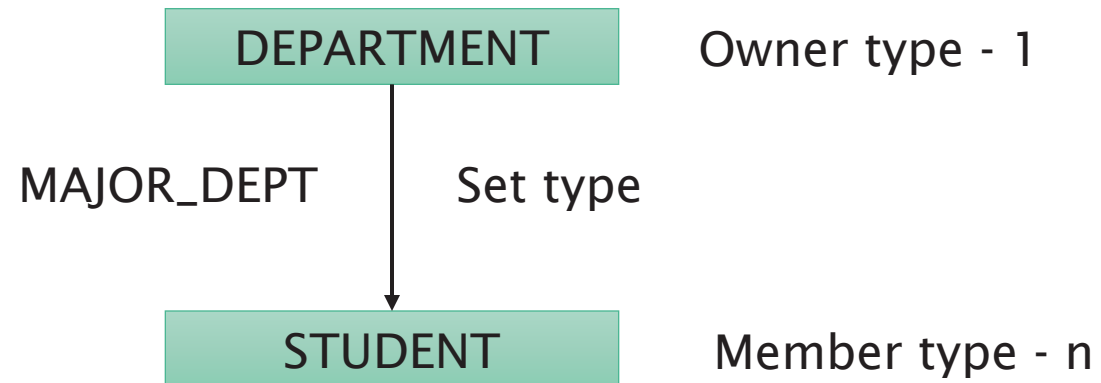 DEPARTMENT Owner type - 1
MAJOR_DEPT Set type
STUDENT Member type - n